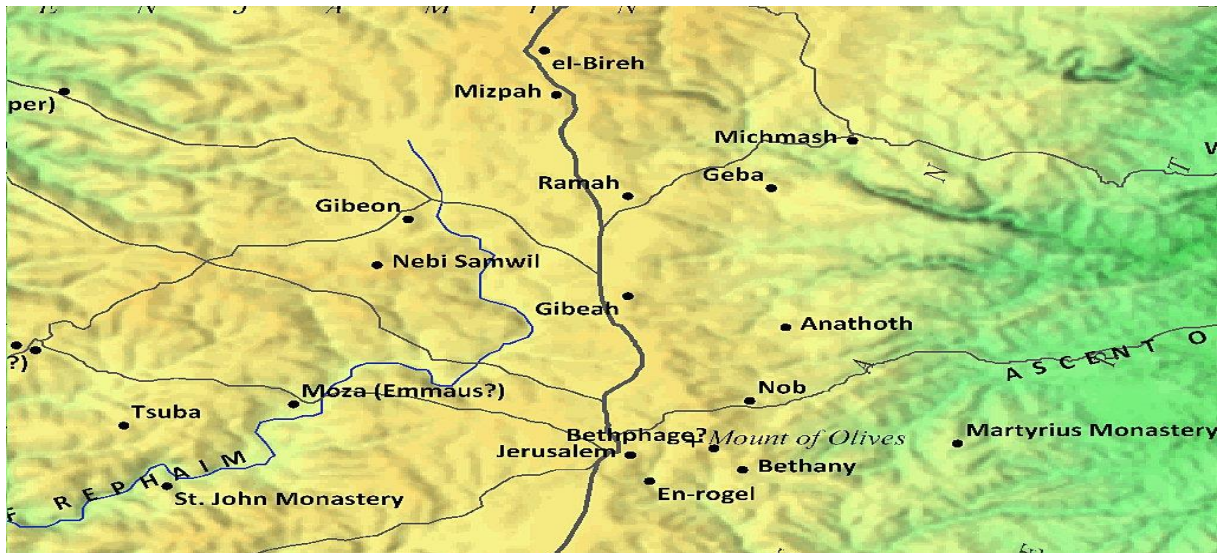 E N J A M I N
el-Bireh
Mizpah
per)
Michmash
Ramah
Geba
Gibeon
Nebi Samwil
Gibeah
Anathoth
?)
Moza (Emmaus?)
Nob
ASCENT O
Tsuba
Bethphage?
Mount of Olives
Martyrius Monastery
Jerusalem
Bethany
REPHAIM
St. John Monastery
En-rogel